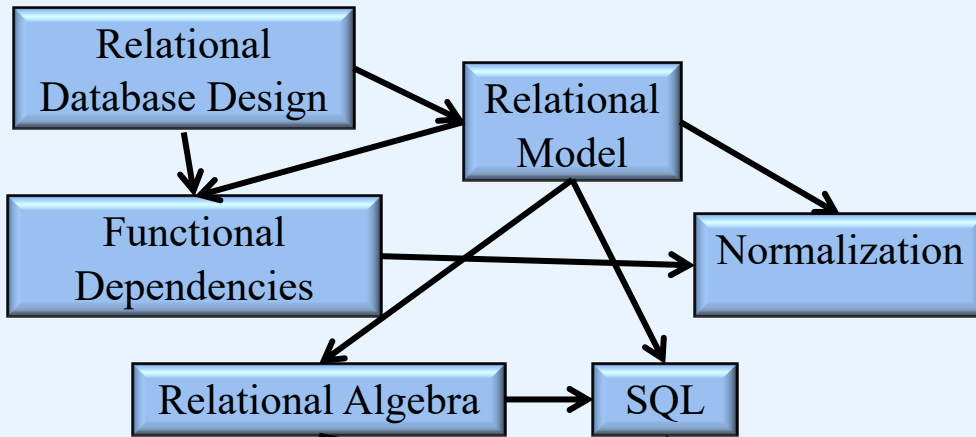 Relational
Database Design
Relational
Model
Functional
Dependencies
Normalization
Relational Algebra
SQL